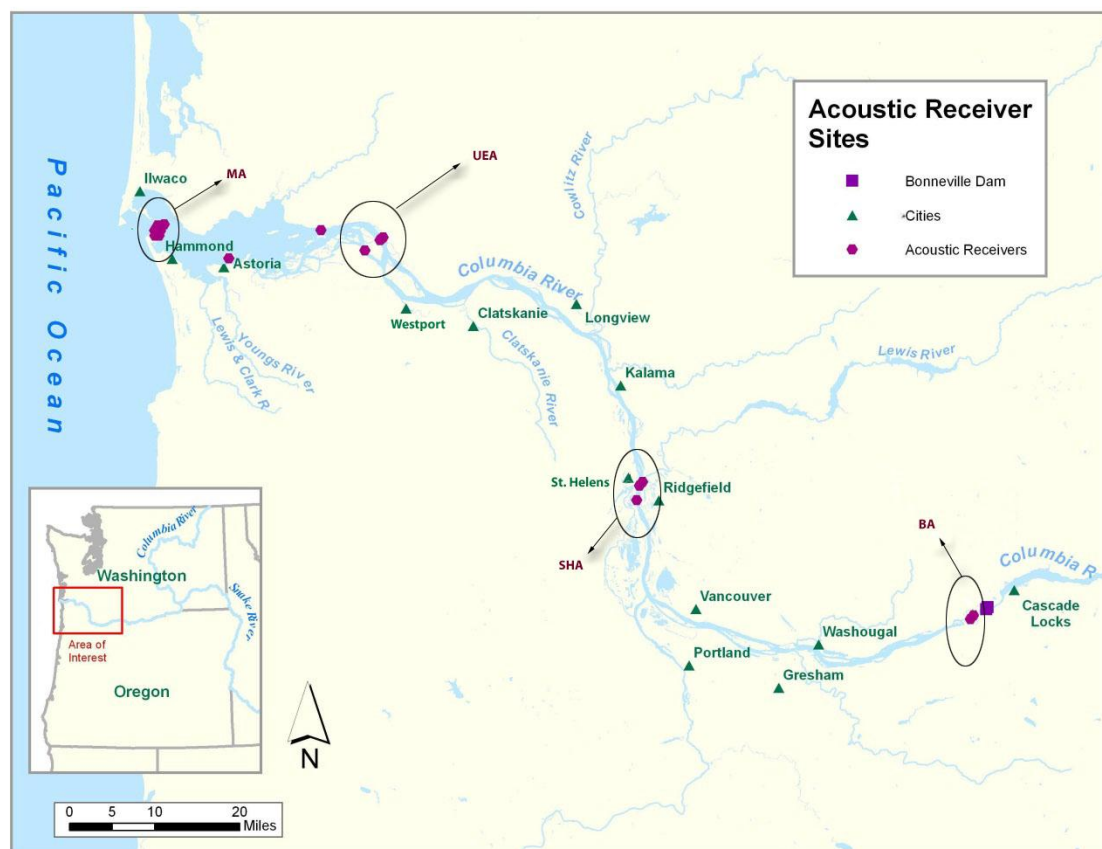 Acoustic Receiver
Sites
Bonneville Dam
Cities
Acoustic Receivers
Pacific Ocean
Ilwaco
MA
UEA
Hammond
Astoria
Cowlitz River
Columbia River
Westport
Clatskanie
Longview
Youngs River
Lewis & Clark R
Clatskanie River
Kalama
Lewis River
St. Helens
Ridgefield
SHA
BA
Columbia R
Vancouver
Cascade
Locks
Washougal
Portland
Gresham
Columbia River
Washington
Snake River
Area of
Interest
Oregon
N
0 5 10 20
Miles